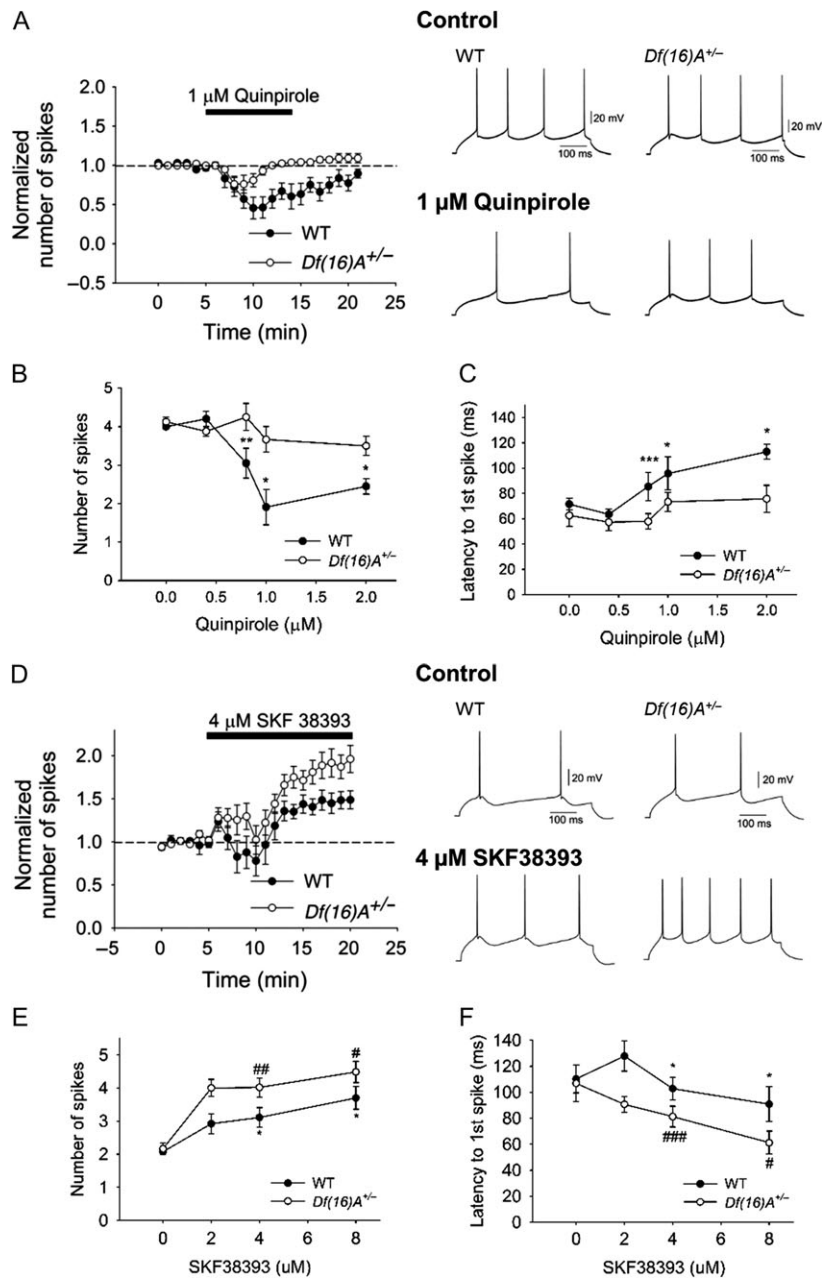 A
Control
WT
Df(16)A+/−
1 µM Quinpirole
2.0
1.5
1.0
0.5
0.0
−0.5
Normalized
number of spikes
WT
Df(16)A+/−
0 5 10 15 20 25
Time (min)
20 mV
100 ms
20 mV
100 ms
1 µM Quinpirole
B
5
4
3
2
1
0
Number of spikes
**
*
*
WT
Df(16)A+/−
0.0 0.5 1.0 1.5 2.0
Quinpirole (µM)
C
140
120
100
80
60
40
20
0
Latency to 1st spike (ms)
***
*
*
WT
Df(16)A+/−
0.0 0.5 1.0 1.5 2.0
Quinpirole (µM)
D
Control
WT
Df(16)A+/−
4 µM SKF 38393
2.0
1.5
1.0
0.5
0.0
Normalized
number of spikes
WT
Df(16)A+/−
−5 0 5 10 15 20 25
Time (min)
20 mV
100 ms
20 mV
100 ms
4 µM SKF38393
E
5
4
3
2
1
0
Number of spikes
##
#
*
*
WT
Df(16)A+/−
0 2 4 6 8
SKF38393 (uM)
F
140
120
100
80
60
40
20
0
Latency to 1st spike (ms)
*
*
###
#
WT
Df(16)A+/−
0 2 4 6 8
SKF38393 (uM)